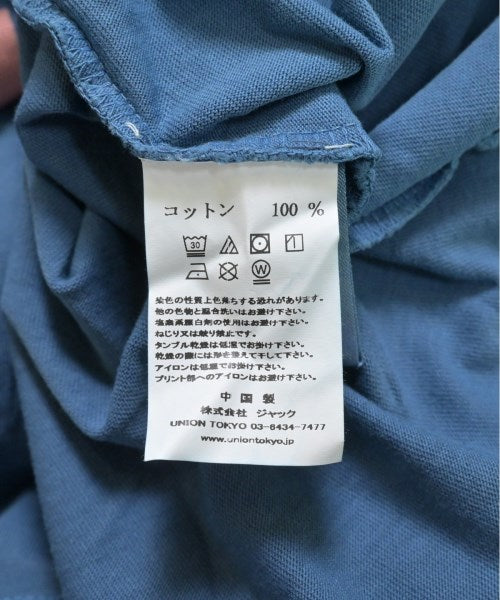 コットン 100 %
30
W
染色の性質上色落ちする恐れがあります。
他の色物と混合洗いはお避け下さい。
塩素系漂白剤の使用はお避け下さい。
ねじり又は絞り禁止です。
タンブル乾燥は低温でお掛け下さい。
乾燥の際には形を整えて干して下さい。
アイロンは低温でお掛け下さい。
プリント部へのアイロンはお避け下さい。
中国製
株式会社 ジャック
UNION TOKYO 03-6434-7477
www.uniontokyo.jp